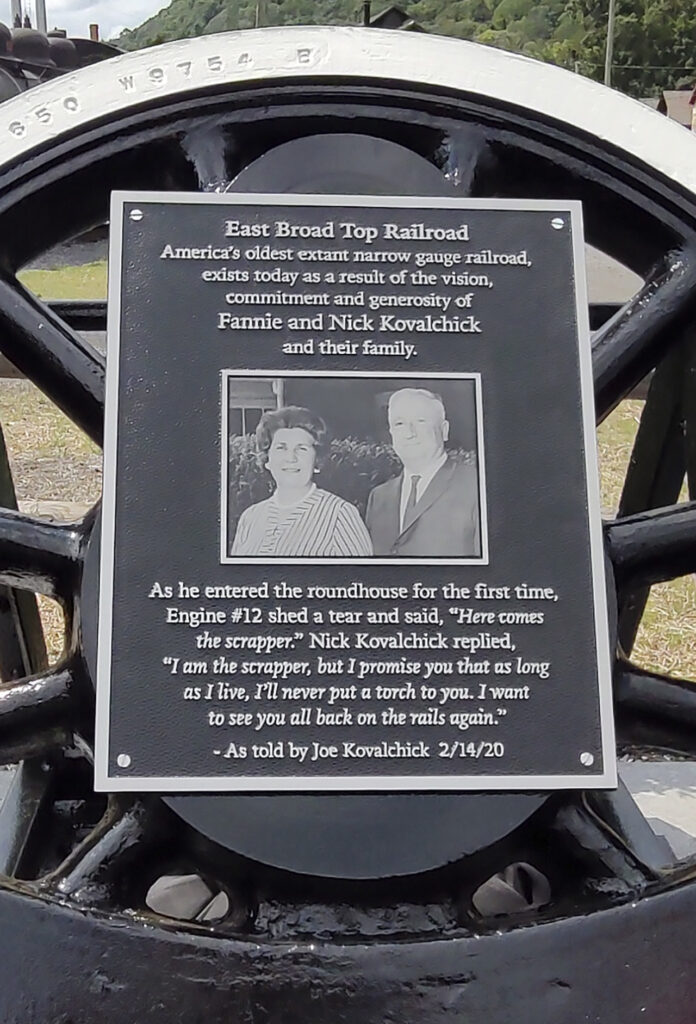 650 W9754 B
East Broad Top Railroad
America's oldest extant narrow gauge railroad,
exists today as a result of the vision,
commitment and generosity of
Fannie and Nick Kovalchick
and their family.
As he entered the roundhouse for the first time,
Engine #12 shed a tear and said, "Here comes
the scrapper." Nick Kovalchick replied,
"I am the scrapper, but I promise you that as long
as I live, I'll never put a torch to you. I want
to see you all back on the rails again."
- As told by Joe Kovalchick 2/14/20